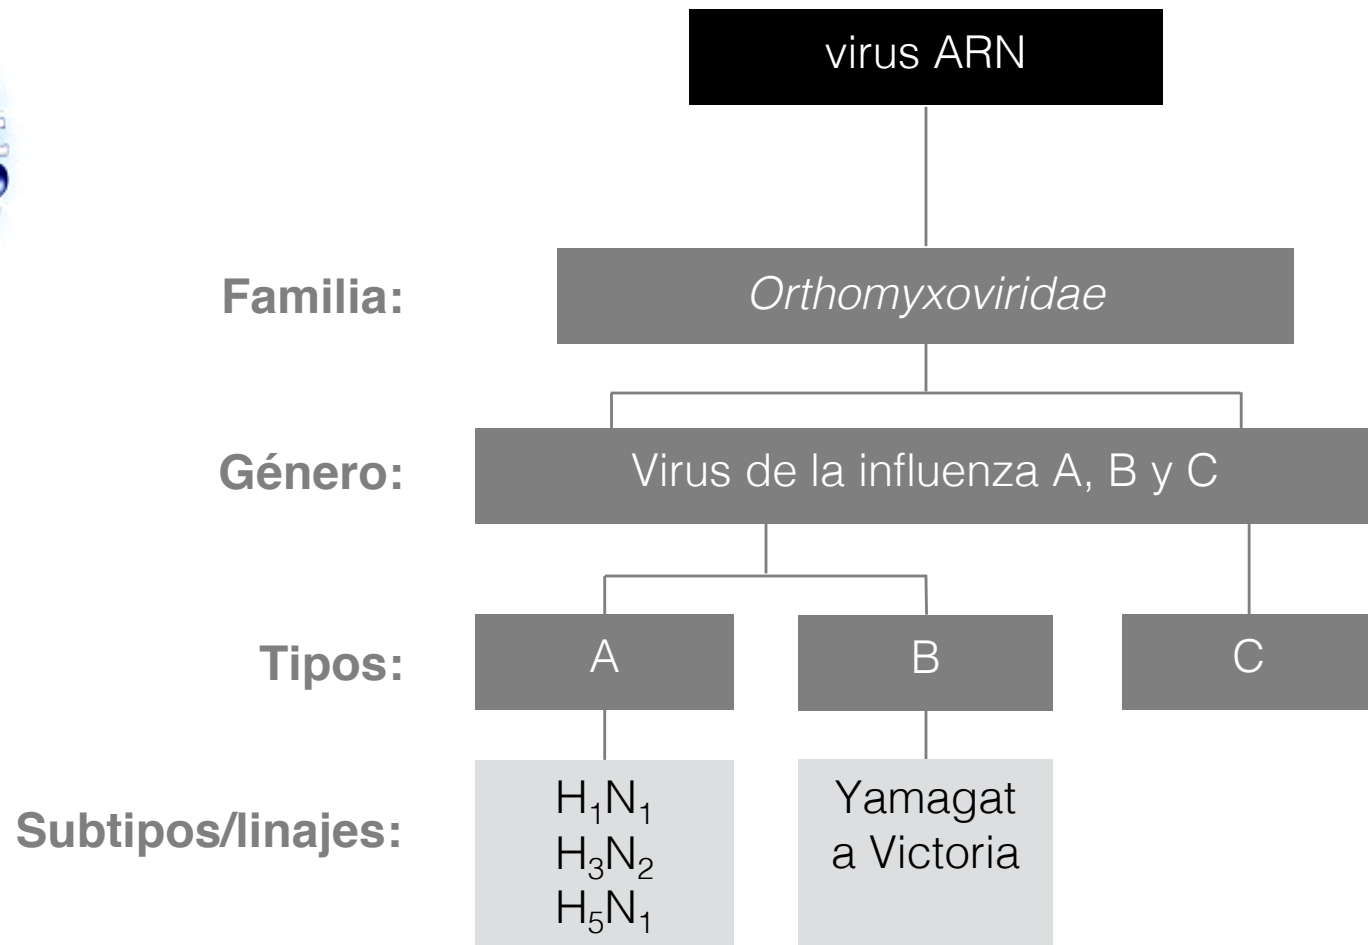 virus ARN
Familia:
Orthomyxoviridae
Género:
Virus de la influenza A, B y C
Tipos:
A
B
C
Subtipos/linajes:
H₁N₁
H₃N₂
H₅N₁
Yamagat
a Victoria